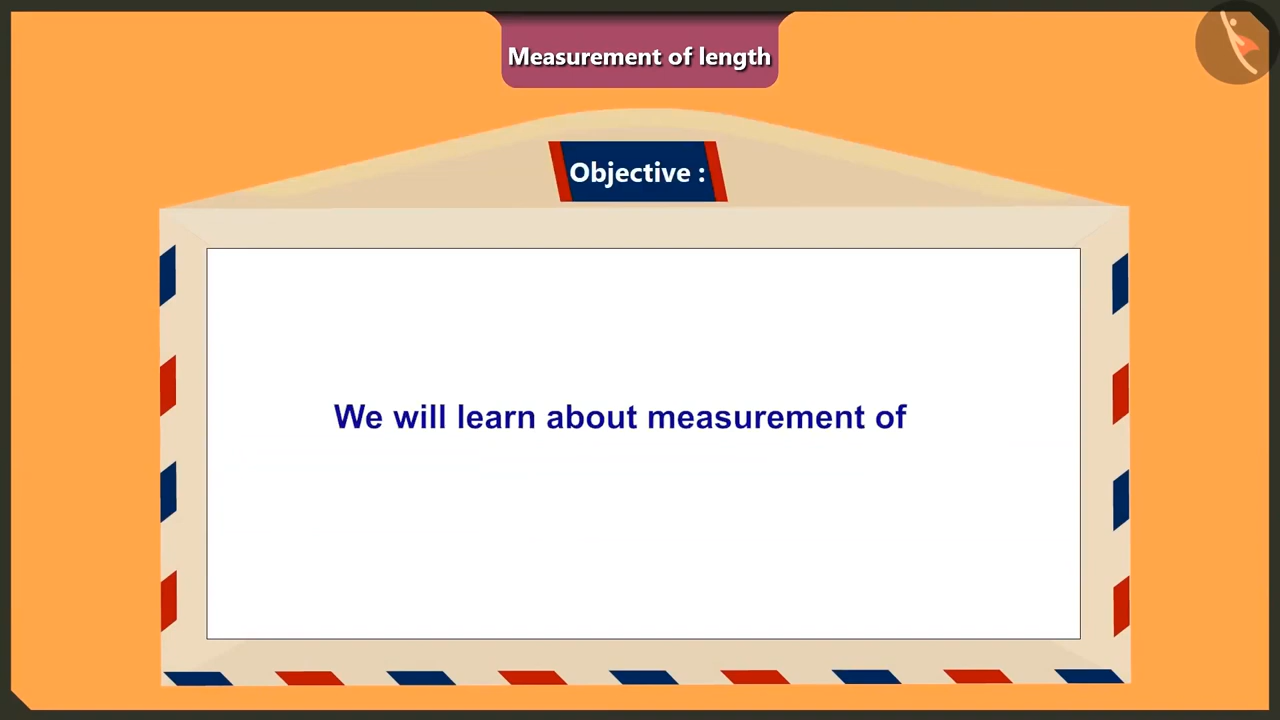 Measurement of length
Objective :
We will learn about measurement of